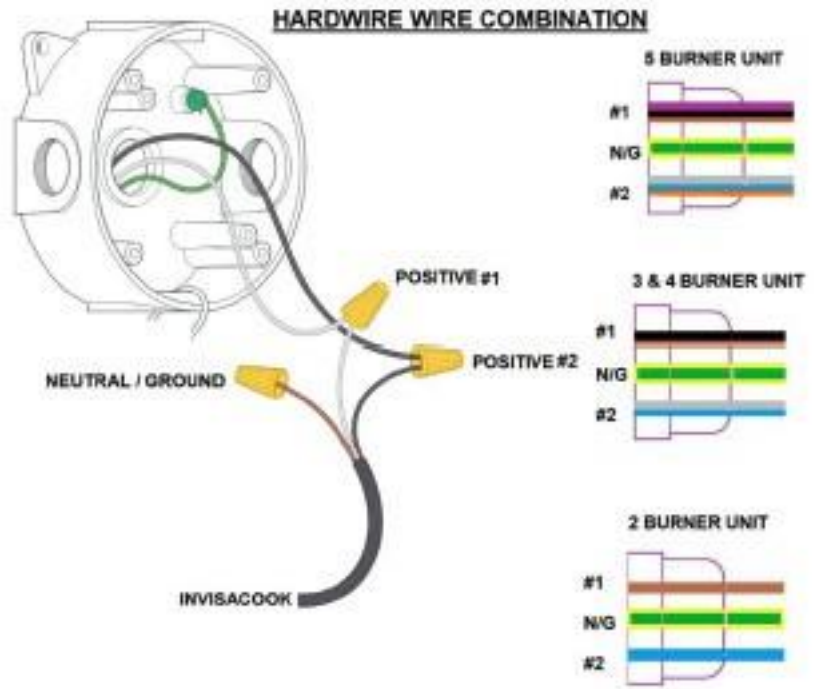 HARDWIRE WIRE COMBINATION
5 BURNER UNIT
#1
N/G
#2
POSITIVE #1
POSITIVE #2
NEUTRAL / GROUND
INVISACOOK
3 & 4 BURNER UNIT
#1
N/G
#2
2 BURNER UNIT
#1
N/G
#2